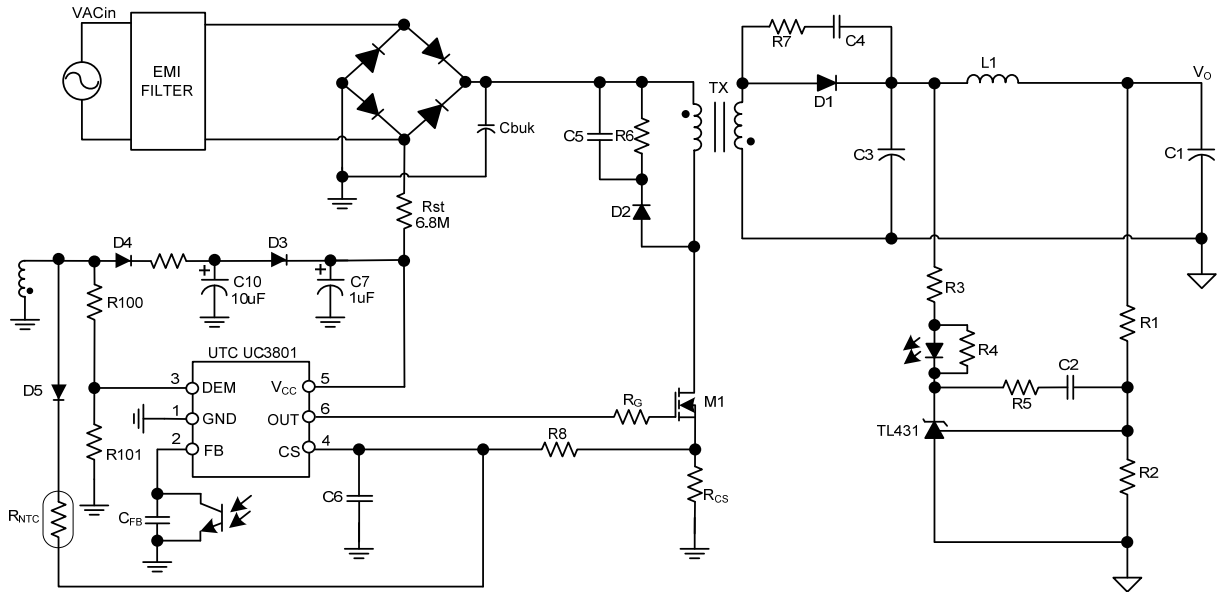 VACin
EMI
FILTER
Cbuk
C5
R6
D2
TX
R7
C4
D1
L1
VO
C3
C1
Rst
6.8M
D4
D3
C10
10uF
C7
1uF
R100
UTC UC3801
D5
3
DEM
VCC
5
1
GND
OUT
6
2
FB
CS
4
R101
RNTC
CFB
C6
R8
RG
M1
RCS
R3
R4
R1
R5
C2
TL431
R2